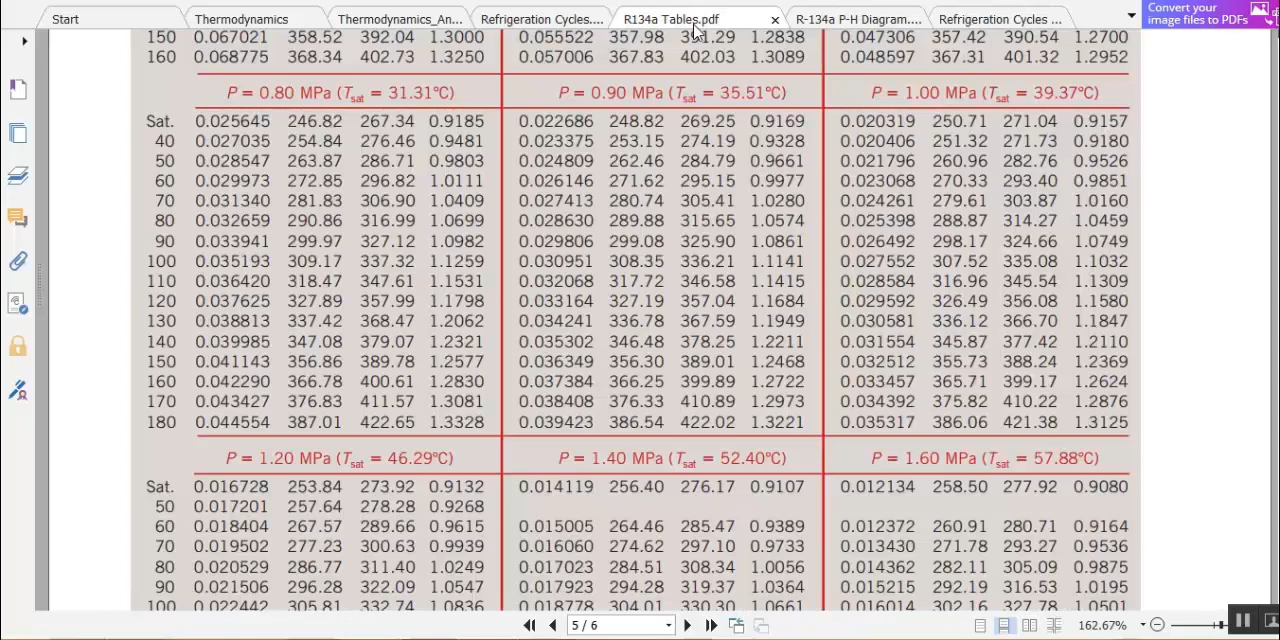 Start Thermodynamics Thermodynamics_An... Refrigeration Cycles.... R134a Tables.pdf × R-134a P-H Diagram.... Refrigeration Cycles ... Convert your
image files to PDFs
150 0.067021 358.52 392.04 1.3000 0.055522 357.98 1.2838 0.047306 357.42 390.54 1.2700
160 0.068775 368.34 402.73 1.3250 0.057006 367.83 402.03 1.3089 0.048597 367.31 401.32 1.2952
P = 0.80 MPa (Tsat = 31.31°C) P = 0.90 MPa (Tsat = 35.51°C) P = 1.00 MPa (Tsat = 39.37°C)
Sat. 0.025645 246.82 267.34 0.9185 0.022686 248.82 269.25 0.9169 0.020319 250.71 271.04 0.9157
40 0.027035 254.84 276.46 0.9481 0.023375 253.15 274.19 0.9328 0.020406 251.32 271.73 0.9180
50 0.028547 263.87 286.71 0.9803 0.024809 262.46 284.79 0.9661 0.021796 260.96 282.76 0.9526
60 0.029973 272.85 296.82 1.0111 0.026146 271.62 295.15 0.9977 0.023068 270.33 293.40 0.9851
70 0.031340 281.83 306.90 1.0409 0.027413 280.74 305.41 1.0280 0.024261 279.61 303.87 1.0160
80 0.032659 290.86 316.99 1.0699 0.028630 289.88 315.65 1.0574 0.025398 288.87 314.27 1.0459
90 0.033941 299.97 327.12 1.0982 0.029806 299.08 325.90 1.0861 0.026492 298.17 324.66 1.0749
100 0.035193 309.17 337.32 1.1259 0.030951 308.35 336.21 1.1141 0.027552 307.52 335.08 1.1032
110 0.036420 318.47 347.61 1.1531 0.032068 317.72 346.58 1.1415 0.028584 316.96 345.54 1.1309
120 0.037625 327.89 357.99 1.1798 0.033164 327.19 357.04 1.1684 0.029592 326.49 356.08 1.1580
130 0.038813 337.42 368.47 1.2062 0.034241 336.78 367.59 1.1949 0.030581 336.12 366.70 1.1847
140 0.039985 347.08 379.07 1.2321 0.035302 346.48 378.25 1.2211 0.031554 345.87 377.42 1.2110
150 0.041143 356.86 389.78 1.2577 0.036349 356.30 389.01 1.2468 0.032512 355.73 388.24 1.2369
160 0.042290 366.78 400.61 1.2830 0.037384 366.25 399.89 1.2722 0.033457 365.71 399.17 1.2624
170 0.043427 376.83 411.57 1.3081 0.038408 376.33 410.89 1.2973 0.034392 375.82 410.22 1.2876
180 0.044554 387.01 422.65 1.3328 0.039423 386.54 422.02 1.3221 0.035317 386.06 421.38 1.3125
P = 1.20 MPa (Tsat = 46.29°C) P = 1.40 MPa (Tsat = 52.40°C) P = 1.60 MPa (Tsat = 57.88°C)
Sat. 0.016728 253.84 273.92 0.9132 0.014119 256.40 276.17 0.9107 0.012134 258.50 277.92 0.9080
50 0.017201 257.64 278.28 0.9268
60 0.018404 267.57 289.66 0.9615 0.015005 264.46 285.47 0.9389 0.012372 260.91 280.71 0.9164
70 0.019502 277.23 300.63 0.9939 0.016060 274.62 297.10 0.9733 0.013430 271.78 293.27 0.9536
80 0.020529 286.77 311.40 1.0249 0.017023 284.51 308.34 1.0056 0.014362 282.11 305.09 0.9875
90 0.021506 296.28 322.09 1.0547 0.017923 294.28 319.37 1.0364 0.015215 292.19 316.53 1.0195
100 0.022442 305.81 332.74 1.0836 0.018778 304.01 330.30 1.0661 0.016014 302.16 327.78 1.0501
5 / 6 162.67%